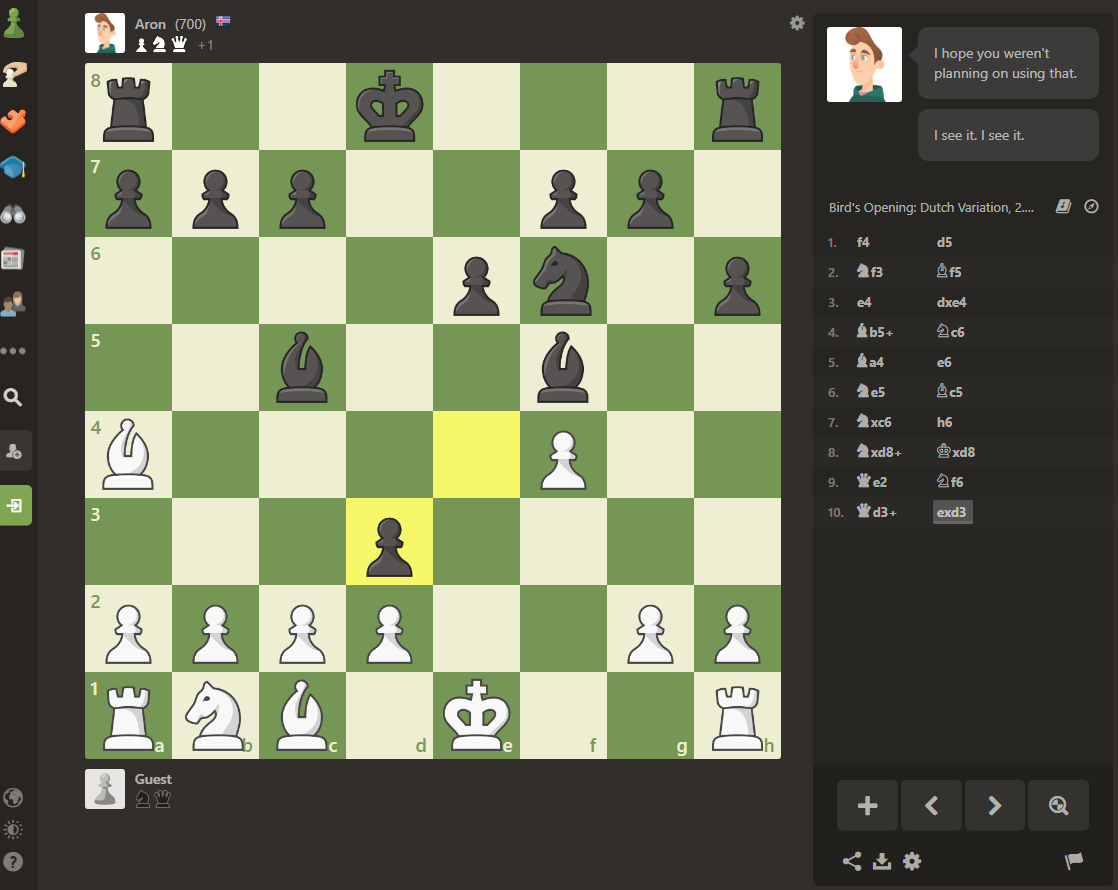 Aron (700)
+1
I hope you weren't
planning on using that.
I see it. I see it.
8
7
6
5
4
3
2
1
a b c d e f g h
Guest
Bird's Opening: Dutch Variation, 2....
1. f4 d5
2. ♞f3 ♗f5
3. e4 dxe4
4. ♝b5+ ♘c6
5. ♝a4 e6
6. ♞e5 ♗c5
7. ♞xc6 h6
8. ♞xd8+ ♔xd8
9. ♛e2 ♘f6
10. ♛d3+ exd3
?